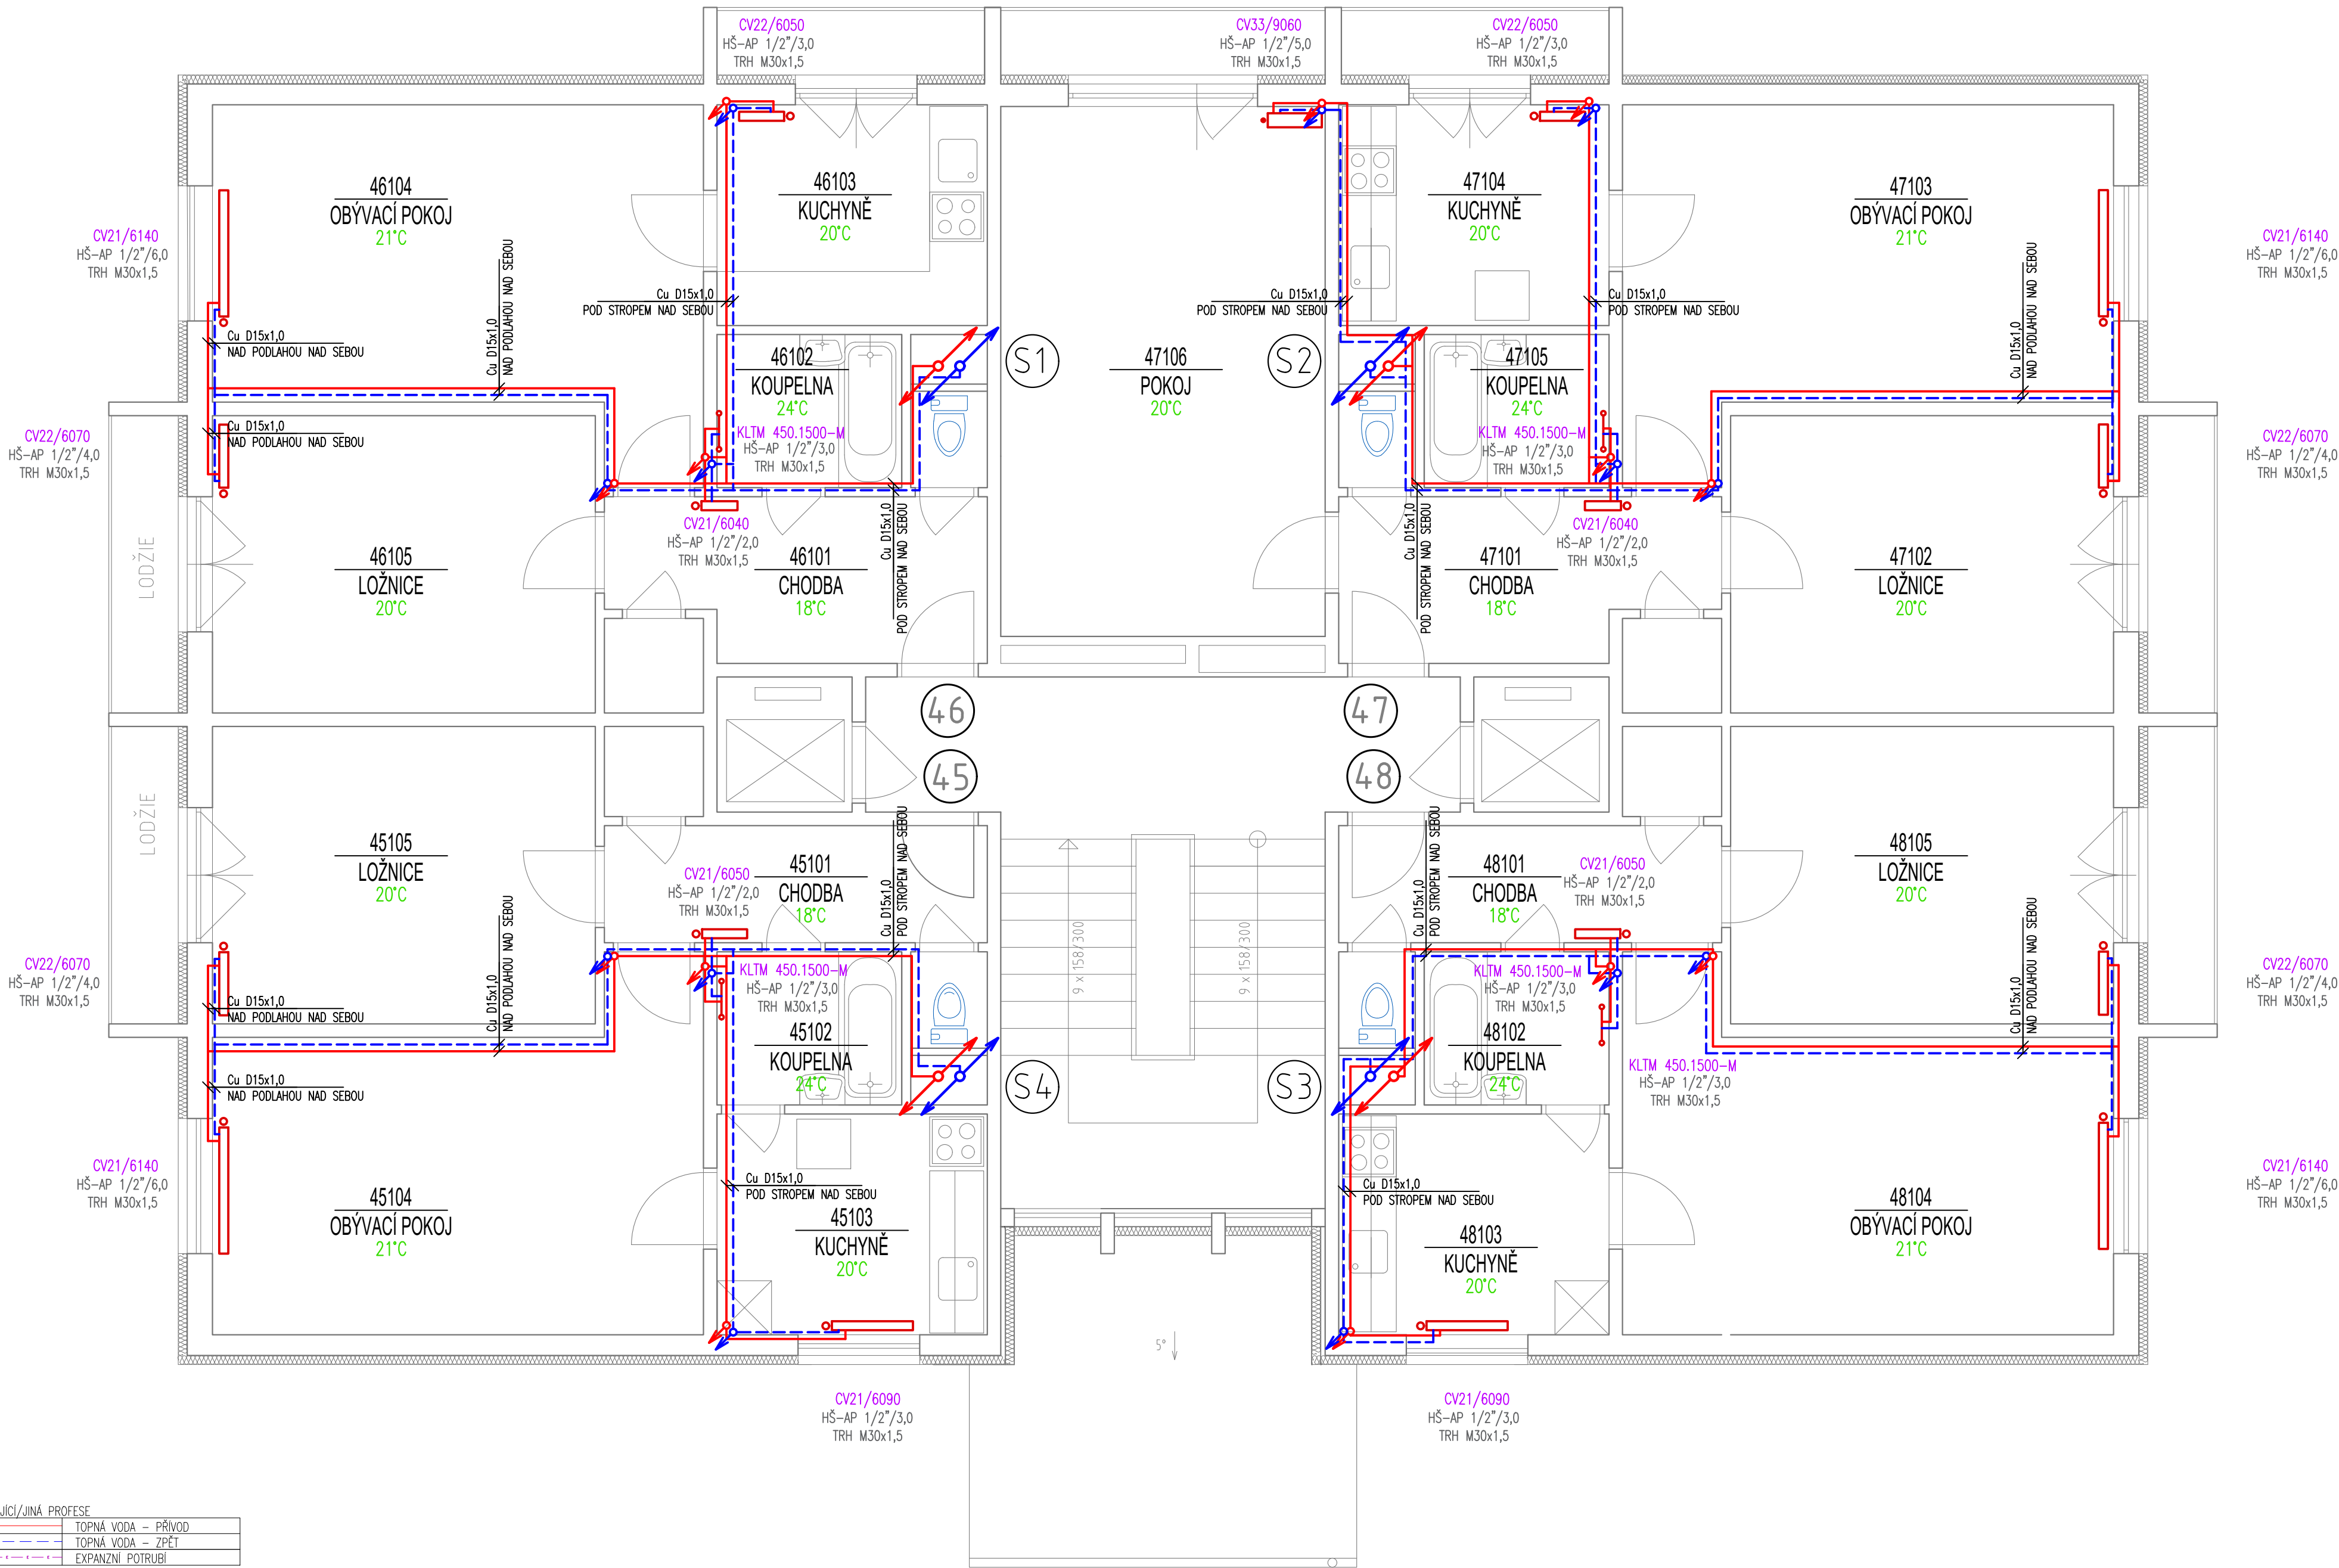 CV22/6050
HŠ-AP 1/2"/3,0
TRH M30x1,5
CV33/9060
HŠ-AP 1/2"/5,0
TRH M30x1,5
CV22/6050
HŠ-AP 1/2"/3,0
TRH M30x1,5
46104
OBÝVACÍ POKOJ
21°C
46103
KUCHYNĚ
20°C
47104
KUCHYNĚ
20°C
47103
OBÝVACÍ POKOJ
21°C
CV21/6140
HŠ-AP 1/2"/6,0
TRH M30x1,5
CV21/6140
HŠ-AP 1/2"/6,0
TRH M30x1,5
Cu D15x1,0
NAD PODLAHOU NAD SEBOU
Cu D15x1,0
POD STROPEM NAD SEBOU
Cu D15x1,0
POD STROPEM NAD SEBOU
Cu D15x1,0
POD STROPEM NAD SEBOU
Cu D15x1,0
NAD PODLAHOU NAD SEBOU
Cu D15x1,0
NAD PODLAHOU NAD SEBOU
46102
KOUPELNA
24°C
S1
47106
POKOJ
20°C
S2
47105
KOUPELNA
24°C
CV22/6070
HŠ-AP 1/2"/4,0
TRH M30x1,5
Cu D15x1,0
NAD PODLAHOU NAD SEBOU
KLTM 450.1500-M
HŠ-AP 1/2"/3,0
TRH M30x1,5
KLTM 450.1500-M
HŠ-AP 1/2"/3,0
TRH M30x1,5
CV22/6070
HŠ-AP 1/2"/4,0
TRH M30x1,5
LODŽIE
46105
LOŽNICE
20°C
CV21/6040
HŠ-AP 1/2"/2,0
TRH M30x1,5
46101
CHODBA
18°C
Cu D15x1,0
POD STROPEM NAD SEBOU
Cu D15x1,0
POD STROPEM NAD SEBOU
47101
CHODBA
18°C
CV21/6040
HŠ-AP 1/2"/2,0
TRH M30x1,5
47102
LOŽNICE
20°C
46
47
45
48
LODŽIE
45105
LOŽNICE
20°C
CV21/6050
HŠ-AP 1/2"/2,0
TRH M30x1,5
45101
CHODBA
18°C
Cu D15x1,0
POD STROPEM NAD SEBOU
9 x 158/300
9 x 158/300
Cu D15x1,0
POD STROPEM NAD SEBOU
48101
CHODBA
18°C
CV21/6050
HŠ-AP 1/2"/2,0
TRH M30x1,5
48105
LOŽNICE
20°C
CV22/6070
HŠ-AP 1/2"/4,0
TRH M30x1,5
Cu D15x1,0
NAD PODLAHOU NAD SEBOU
Cu D15x1,0
NAD PODLAHOU NAD SEBOU
KLTM 450.1500-M
HŠ-AP 1/2"/3,0
TRH M30x1,5
KLTM 450.1500-M
HŠ-AP 1/2"/3,0
TRH M30x1,5
Cu D15x1,0
NAD PODLAHOU NAD SEBOU
CV22/6070
HŠ-AP 1/2"/4,0
TRH M30x1,5
45102
KOUPELNA
24°C
S4
S3
48102
KOUPELNA
24°C
KLTM 450.1500-M
HŠ-AP 1/2"/3,0
TRH M30x1,5
Cu D15x1,0
NAD PODLAHOU NAD SEBOU
CV21/6140
HŠ-AP 1/2"/6,0
TRH M30x1,5
45104
OBÝVACÍ POKOJ
21°C
Cu D15x1,0
POD STROPEM NAD SEBOU
45103
KUCHYNĚ
20°C
Cu D15x1,0
POD STROPEM NAD SEBOU
48103
KUCHYNĚ
20°C
48104
OBÝVACÍ POKOJ
21°C
CV21/6140
HŠ-AP 1/2"/6,0
TRH M30x1,5
5°
CV21/6090
HŠ-AP 1/2"/3,0
TRH M30x1,5
CV21/6090
HŠ-AP 1/2"/3,0
TRH M30x1,5
JÍCÍ/JINÁ PROFESE
TOPNÁ VODA - PŘÍVOD
TOPNÁ VODA - ZPĚT
EXPANZNÍ POTRUBÍ